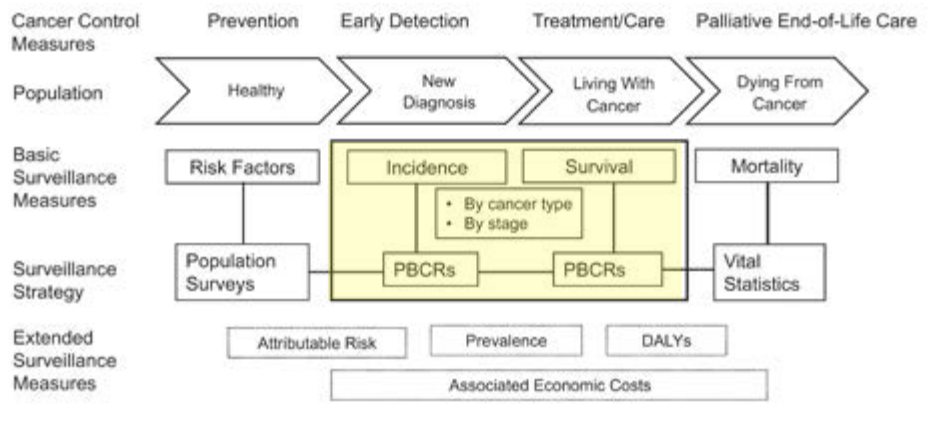 Cancer Control
Measures
Prevention
Early Detection
Treatment/Care
Palliative End-of-Life Care
Population
Healthy
New
Diagnosis
Living With
Cancer
Dying From
Cancer
Basic
Surveillance
Measures
Risk Factors
Incidence
Survival
Mortality
• By cancer type
• By stage
Surveillance
Strategy
Population
Surveys
PBCRs
PBCRs
Vital
Statistics
Extended
Surveillance
Measures
Attributable Risk
Prevalence
DALYs
Associated Economic Costs